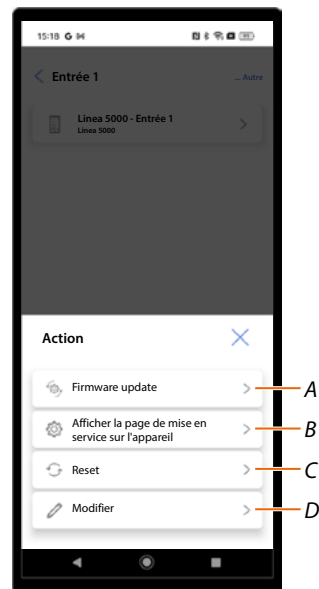 15:18 G M
Entrée 1
... Autre
Linea 5000 - Entrée 1
Linea 5000
Action
Firmware update
A
Afficher la page de mise en
service sur l'appareil
B
Reset
C
Modifier
D